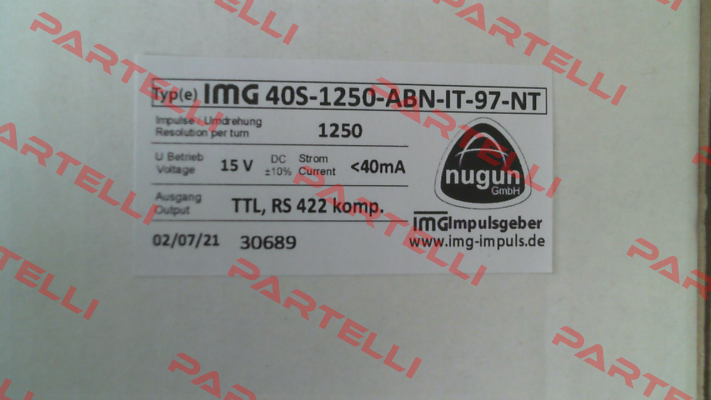 PARTELLI PARTELLI
Typ(e) IMG 40S-1250-ABN-IT-97-NT
Impulse / Umdrehung
Resolution per turn
1250
U Betrieb
Voltage
15 V
DC
±10%
Strom
Current
<40mA
nugun
GmbH
Ausgang
Output
TTL, RS 422 komp.
IMG Impulsgeber
www.img-impuls.de
02/07/21 30689
PARTELLI PARTELLI
PARTELLI PARTELLI
PARTELLI PARTELLI